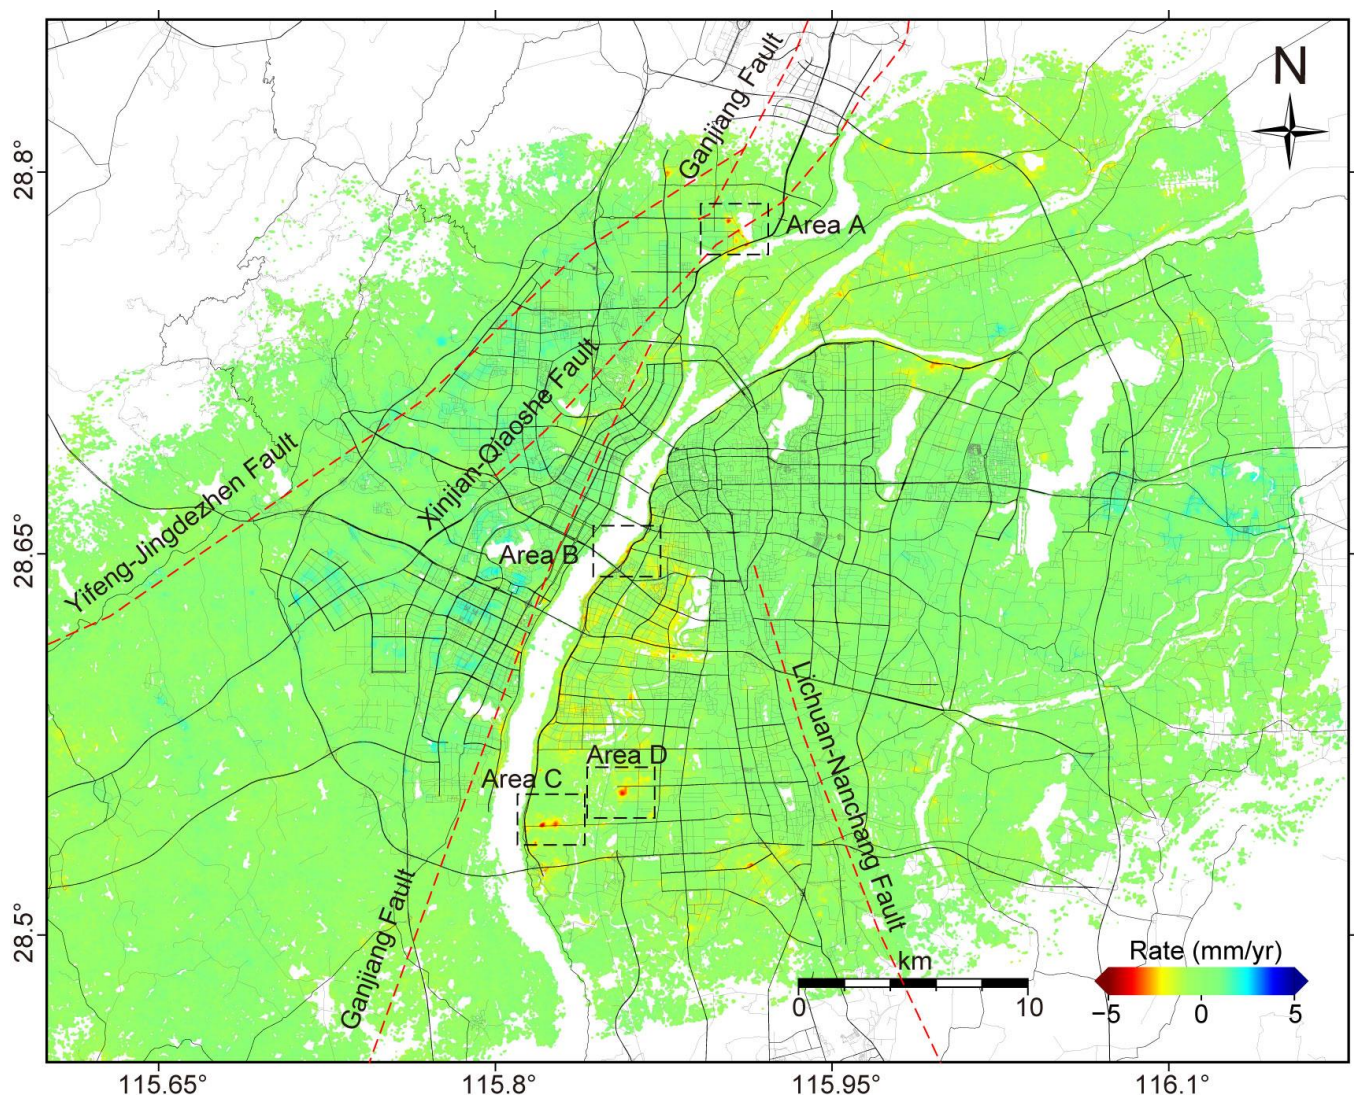 N
Ganjiang Fault
28.8°
Area A
Xinjian-Qiaoshe Fault
Yifeng-Jingdezhen Fault
28.65°
Area B
Lichuan-Nanchang Fault
Area D
Area C
Ganjiang Fault
28.5°
km
0 10
Rate (mm/yr)
−5 0 5
115.65° 115.8° 115.95° 116.1°